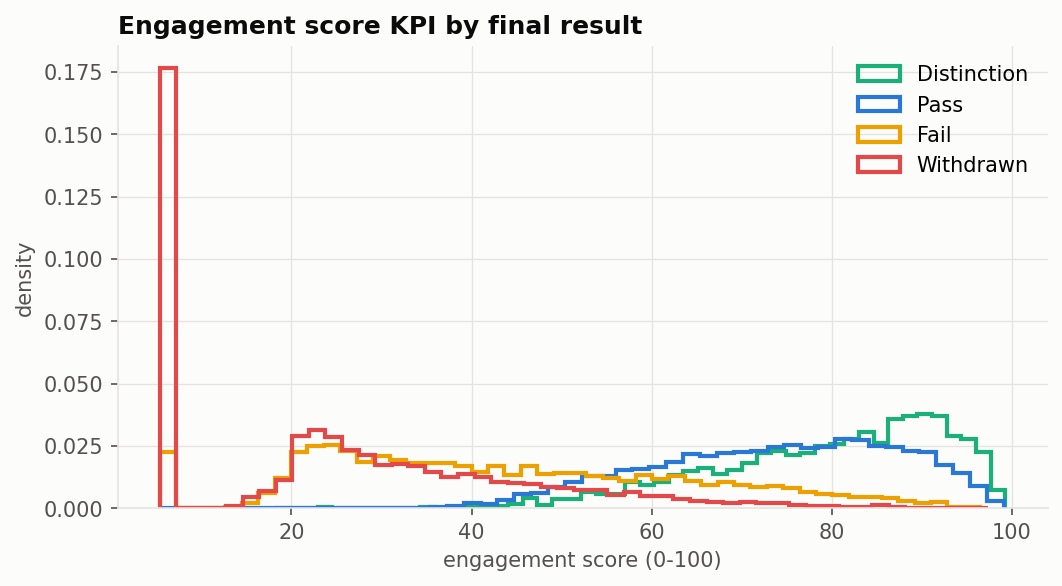 Engagement score KPI by final result
Distinction
Pass
Fail
Withdrawn
density
0.175
0.150
0.125
0.100
0.075
0.050
0.025
0.000
20 40 60 80 100
engagement score (0-100)